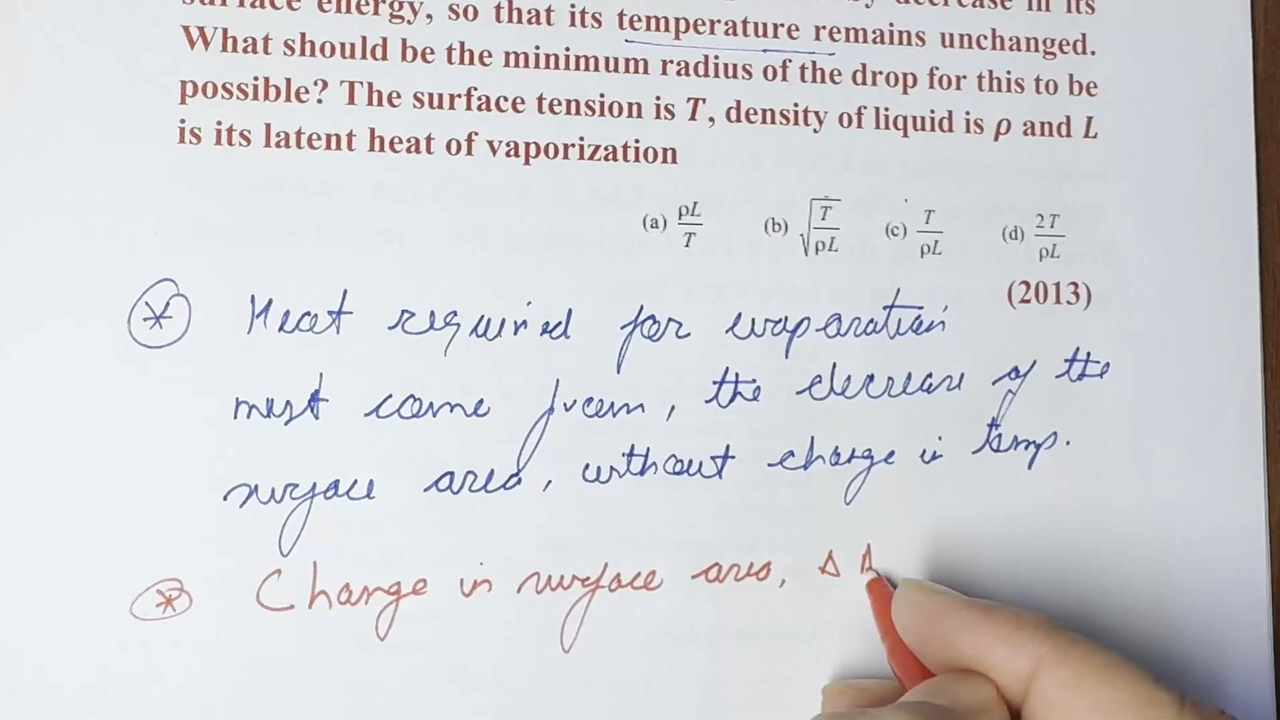 surface energy, so that its temperature remains unchanged.
What should be the minimum radius of the drop for this to be
possible? The surface tension is T, density of liquid is ρ and L
is its latent heat of vaporization
(a) ρL/T (b) √(T/ρL) (c) T/ρL (d) 2T/ρL
(2013)
Heat required for evaporation
must come from, the decrease of the
surface area, without change in temp.
Change in surface area, Δ A